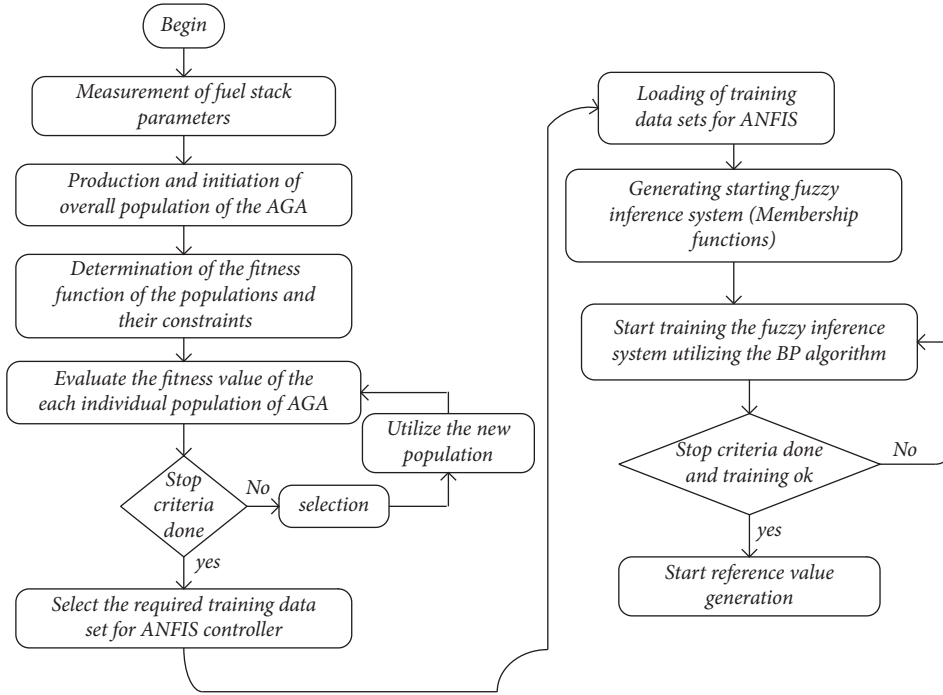 Begin
Measurement of fuel stack
parameters
Production and initiation of
overall population of the AGA
Determination of the fitness
function of the populations and
their constraints
Evaluate the fitness value of the
each individual population of AGA
Utilize the new
population
Stop
criteria
done
No
selection
yes
Select the required training data
set for ANFIS controller
Loading of training
data sets for ANFIS
Generating starting fuzzy
inference system (Membership
functions)
Start training the fuzzy inference
system utilizing the BP algorithm
Stop criteria done
and training ok
No
yes
Start reference value
generation